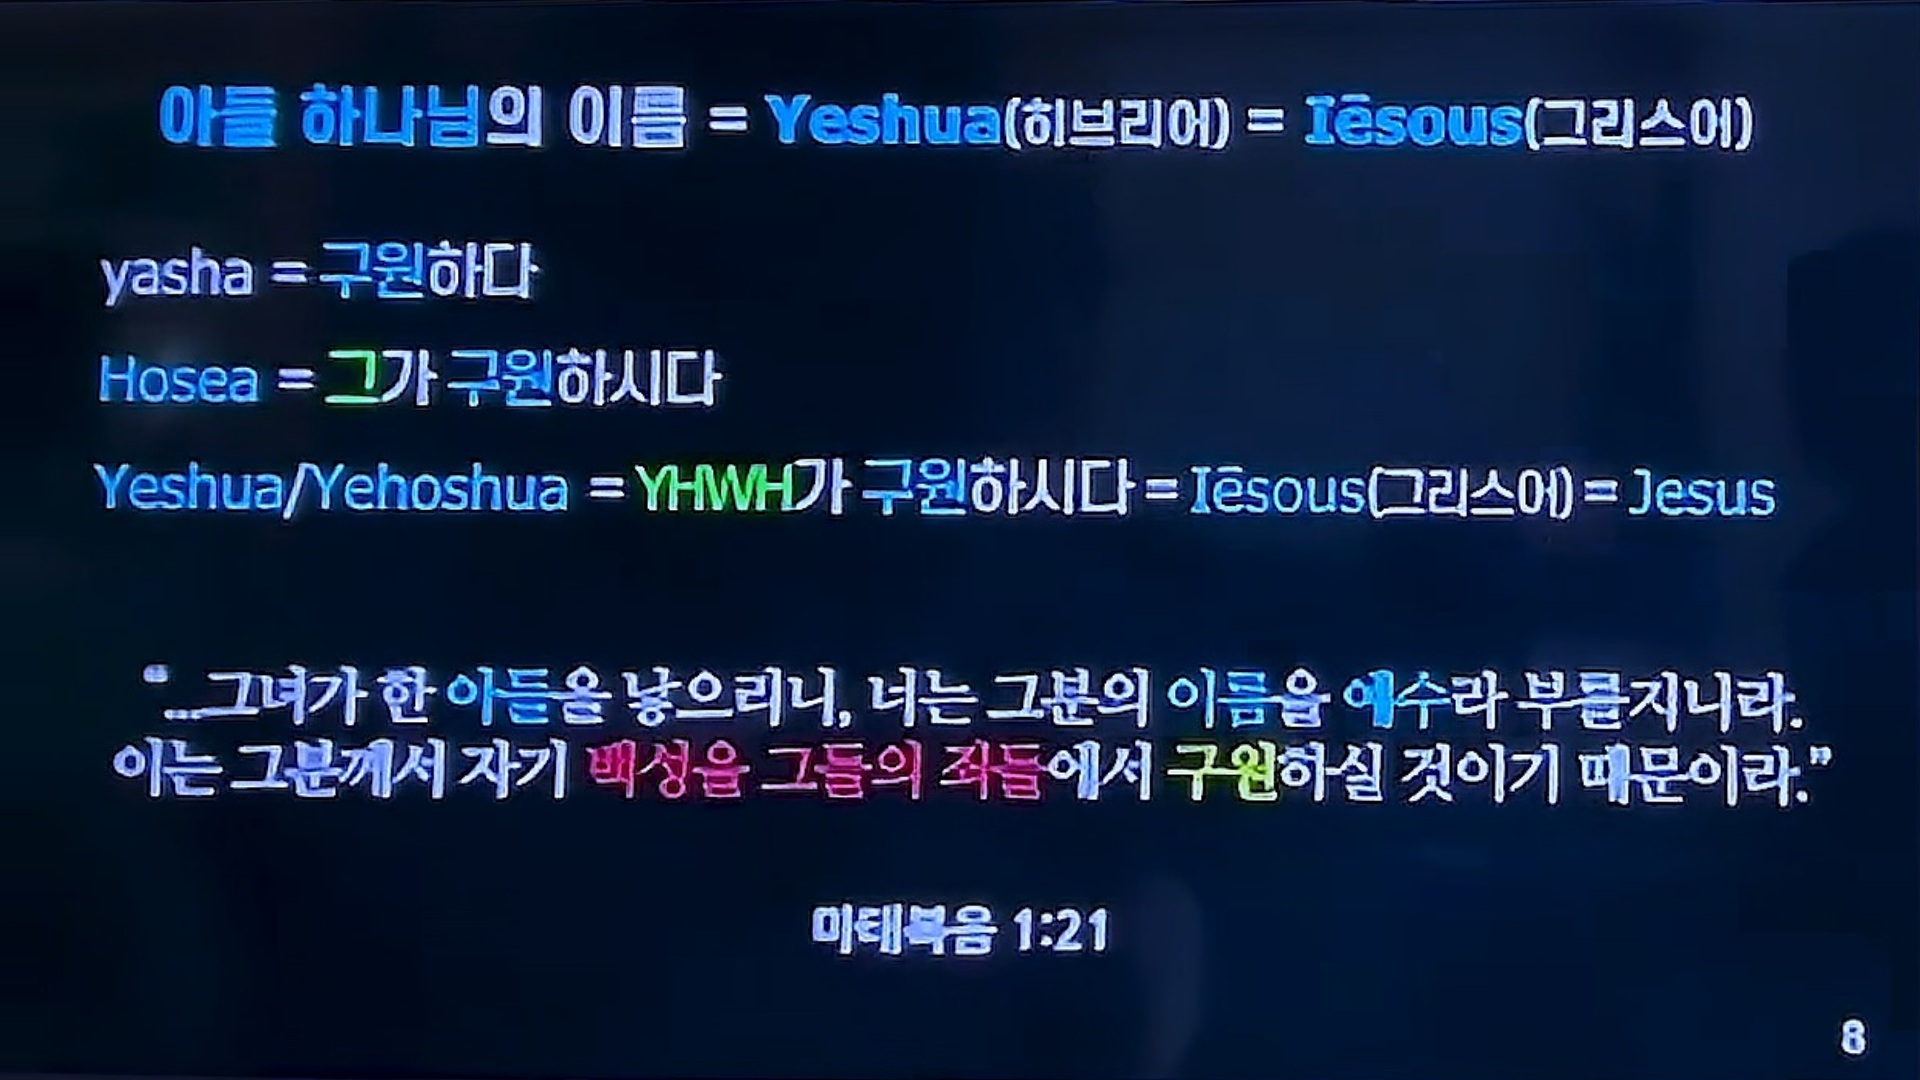 아들 하나님의 이름 = Yeshua(히브리어) = Iēsous(그리스어)
yasha = 구원하다
Hosea = 그가 구원하시다
Yeshua/Yehoshua = YHWH가 구원하시다 = Iēsous(그리스어) = Jesus
“...그녀가 한 아들을 낳으리니, 너는 그분의 이름을 예수라 부를지니라.
이는 그분께서 자기 백성을 그들의 죄들에서 구원하실 것이기 때문이라.”
마태복음 1:21
8